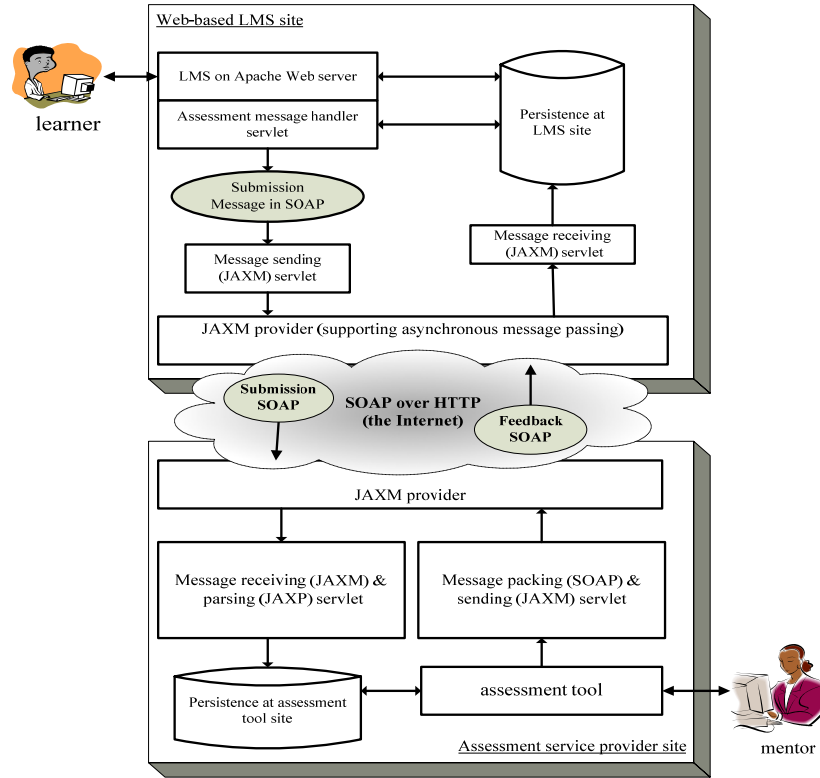 Web-based LMS site
LMS on Apache Web server
Assessment message handler
servlet
Persistence at
LMS site
learner
Submission
Message in SOAP
Message sending
(JAXM) servlet
Message receiving
(JAXM) servlet
JAXM provider (supporting asynchronous message passing)
Submission
SOAP
SOAP over HTTP
(the Internet)
Feedback
SOAP
JAXM provider
Message receiving (JAXM) &
parsing (JAXP) servlet
Message packing (SOAP) &
sending (JAXM) servlet
Persistence at assessment
tool site
assessment tool
Assessment service provider site
mentor